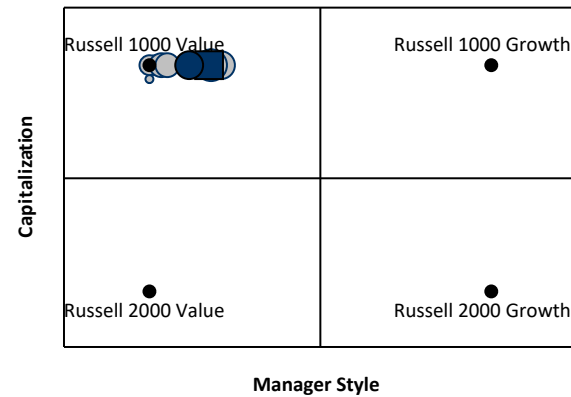 Russell 1000 Value
Russell 1000 Growth
Capitalization
Russell 2000 Value
Russell 2000 Growth
Manager Style